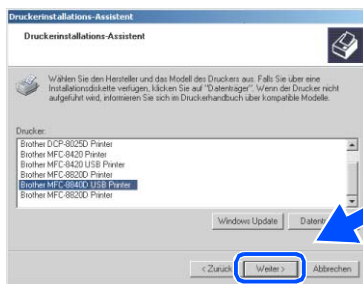 Druckerinstallations-Assistent
Druckerinstallations-Assistent
Wählen Sie den Hersteller und das Modell des Druckers aus. Falls Sie über eine
Installationsdiskette verfügen, klicken Sie auf "Datenträger". Wenn der Drucker nicht
aufgeführt wird, informieren Sie sich im Druckerhandbuch über kompatible Modelle.
Drucker:
Brother DCP-8025D Printer
Brother MFC-8420 Printer
Brother MFC-8420 USB Printer
Brother MFC-8820D Printer
Brother MFC-8840D USB Printer
Brother MFC-8820D Printer
Windows Update
< Zurück Weiter > Abbrechen